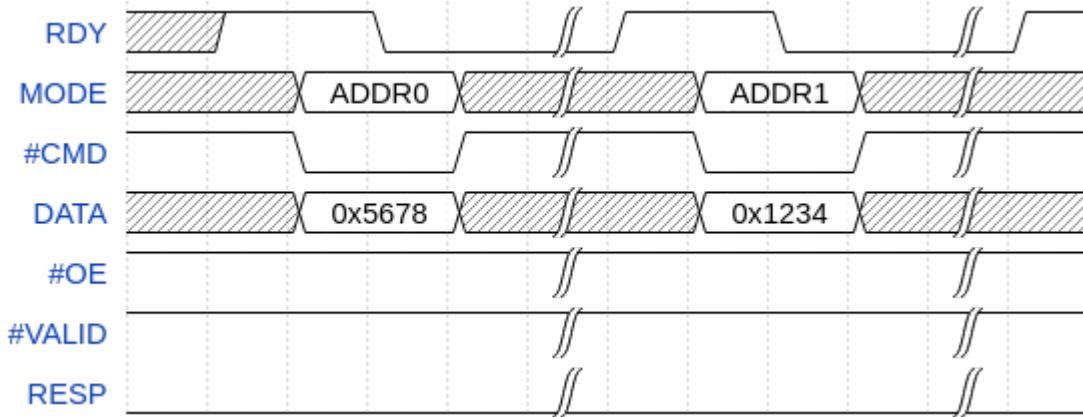 RDY
MODE ADDR0 ADDR1
#CMD
DATA 0x5678 0x1234
#OE
#VALID
RESP